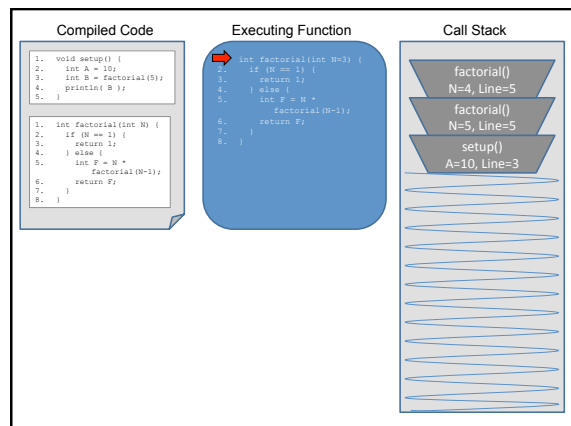 Compiled Code
1. void setup() {
2. int A = 10;
3. int B = factorial(5);
4. println( B );
5. }
1. int factorial(int N) {
2. if (N == 1) {
3. return 1;
4. } else {
5. int F = N *
factorial(N-1);
6. return F;
7. }
8. }
Executing Function
1. int factorial(int N=3) {
2. if (N == 1) {
3. return 1;
4. } else {
5. int F = N *
factorial(N-1);
6. return F;
7. }
8. }
Call Stack
factorial()
N=4, Line=5
factorial()
N=5, Line=5
setup()
A=10, Line=3